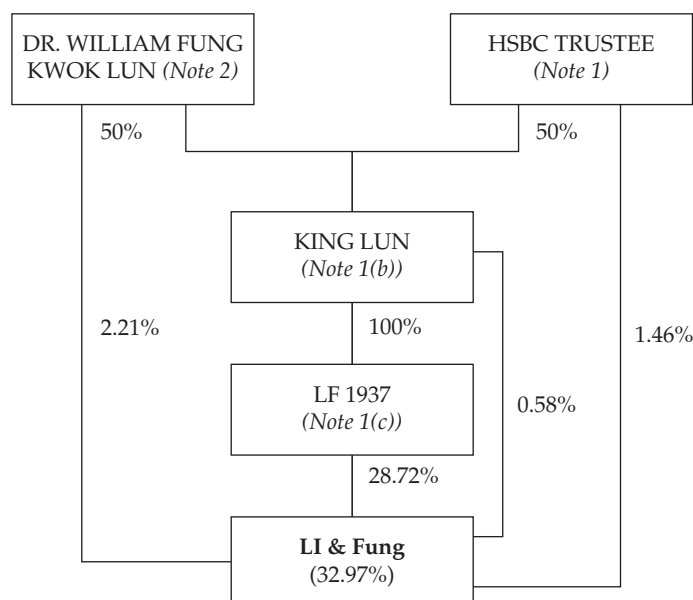 DR. WILLIAM FUNG
KWOK LUN (Note 2)
HSBC TRUSTEE
(Note 1)
50%
50%
KING LUN
(Note 1(b))
2.21%
100%
1.46%
LF 1937
(Note 1(c))
0.58%
28.72%
LI & Fung
(32.97%)